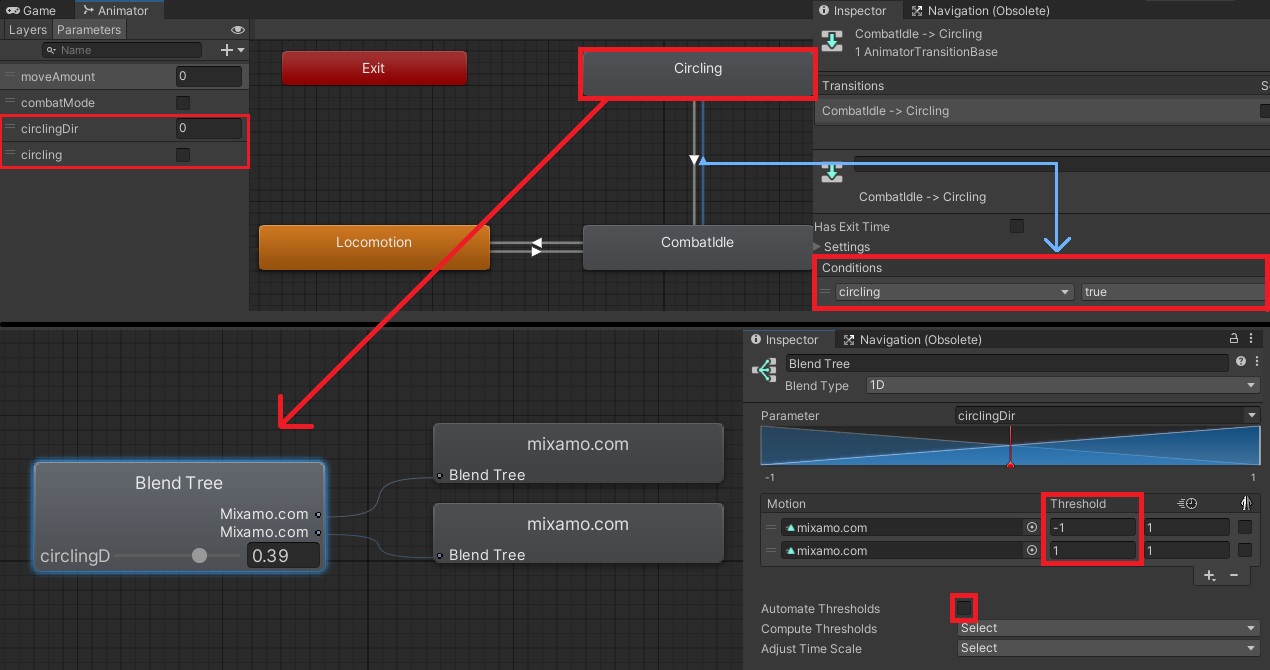 Game
Animator
Layers
Parameters
Name
moveAmount
0
combatMode
circlingDir
0
circling
Exit
Circling
Locomotion
CombatIdle
Inspector
Navigation (Obsolete)
CombatIdle -> Circling
1 AnimatorTransitionBase
Transitions
CombatIdle -> Circling
CombatIdle -> Circling
Has Exit Time
Settings
Conditions
circling
true
Blend Tree
Mixamo.com
Mixamo.com
circlingD
0.39
mixamo.com
Blend Tree
mixamo.com
Blend Tree
Inspector
Navigation (Obsolete)
Blend Tree
Blend Type
1D
Parameter
circlingDir
-1
1
Motion
Threshold
mixamo.com
-1
1
mixamo.com
1
1
Automate Thresholds
Compute Thresholds
Select
Adjust Time Scale
Select